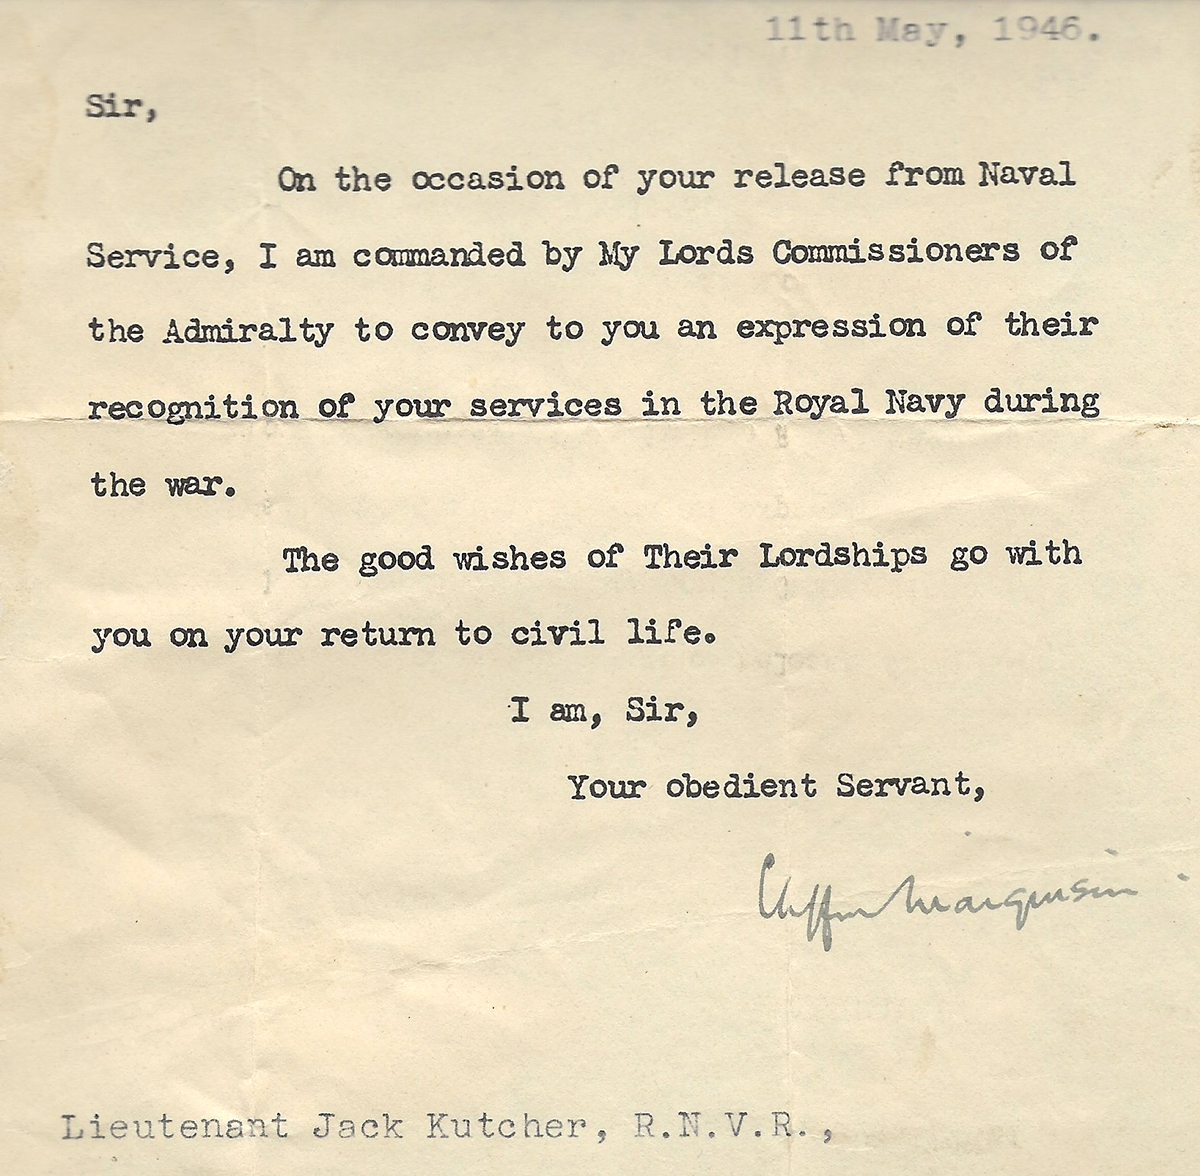 11th May, 1946.
Sir,
On the occasion of your release from Naval
Service, I am commanded by My Lords Commissioners of
the Admiralty to convey to you an expression of their
recognition of your services in the Royal Navy during
the war.
The good wishes of Their Lordships go with
you on your return to civil life.
I am, Sir,
Your obedient Servant,
Lieutenant Jack Kutcher, R.N.V.R.,